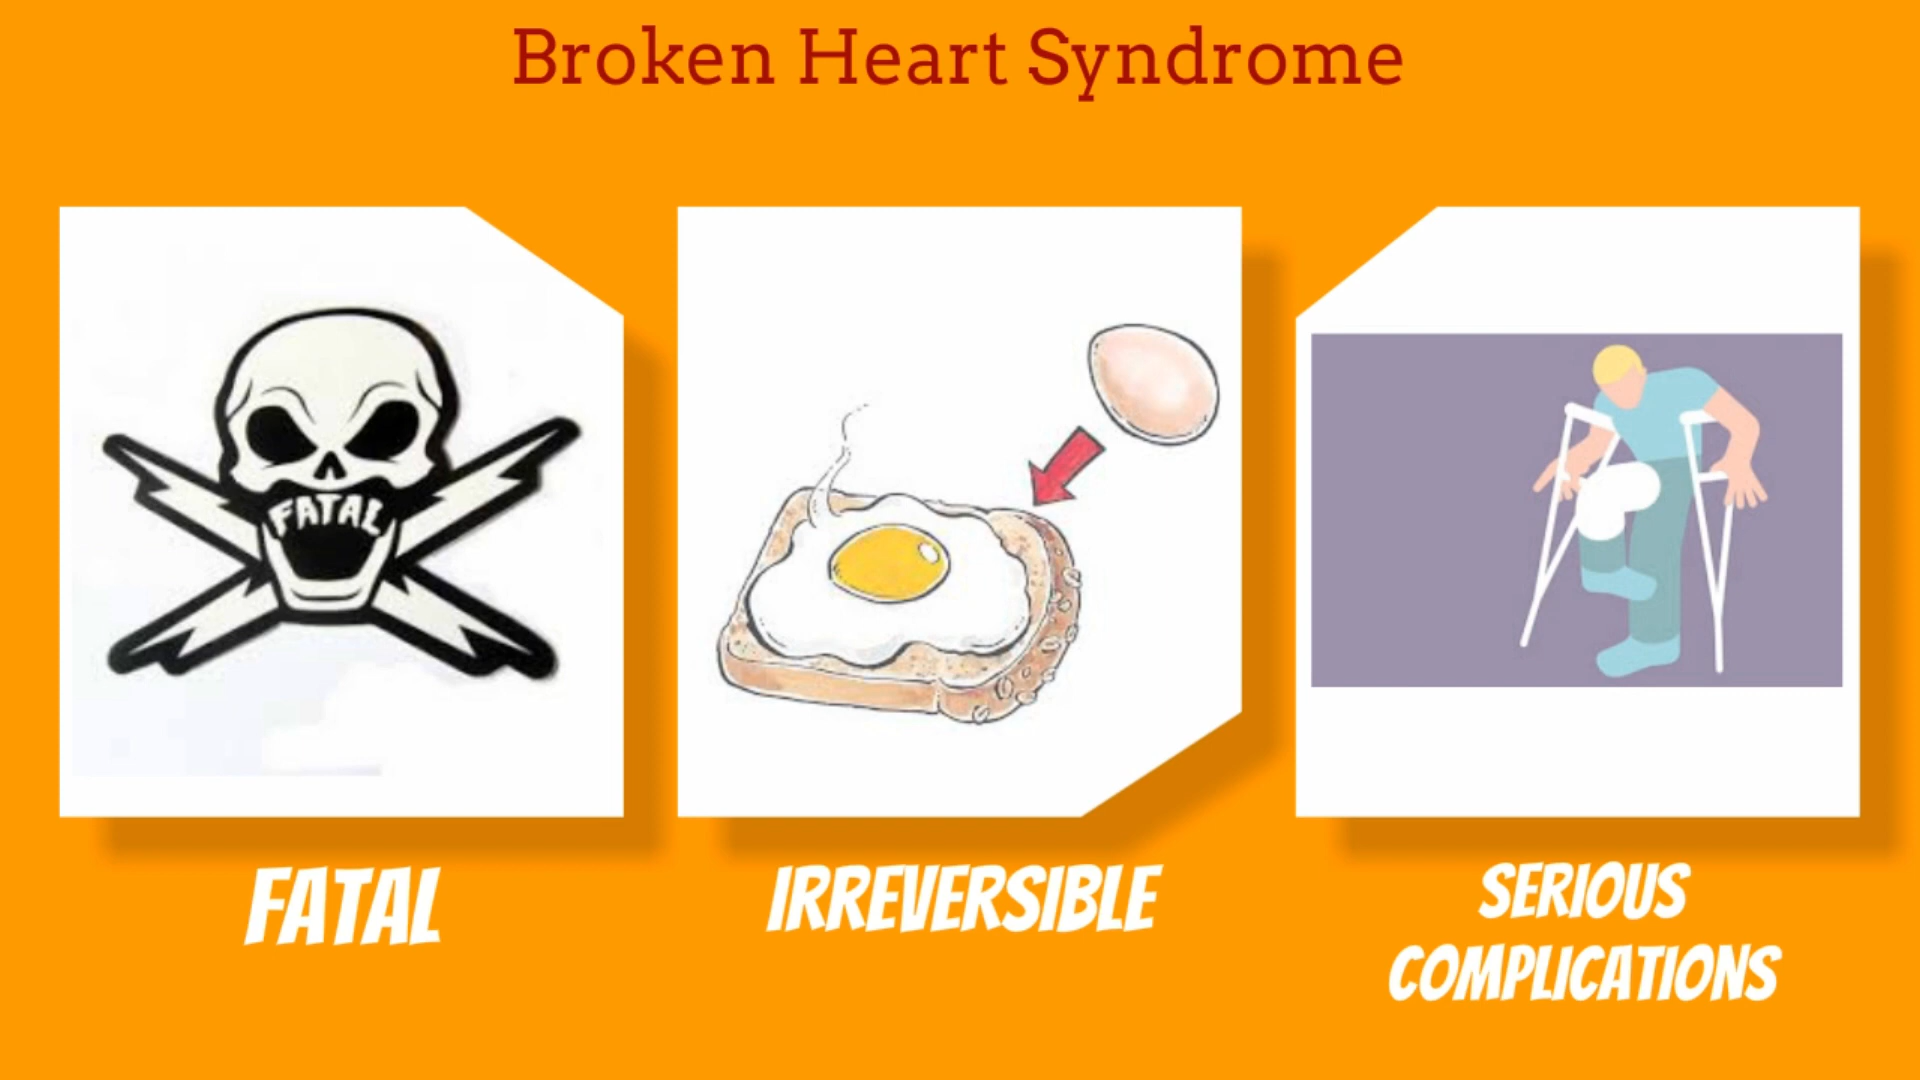 Broken Heart Syndrome
FATAL
FATAL
IRREVERSIBLE
SERIOUS
COMPLICATIONS